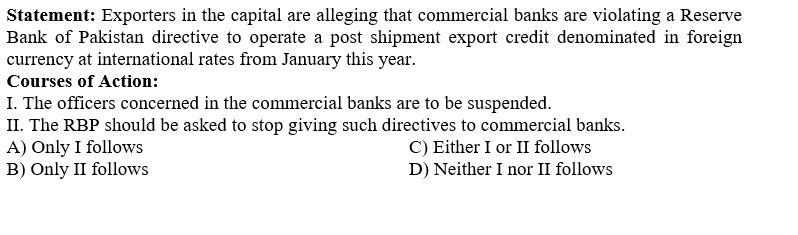 Statement: Exporters in the capital are alleging that commercial banks are violating a Reserve
Bank of Pakistan directive to operate a post shipment export credit denominated in foreign
currency at international rates from January this year.
Courses of Action:
I. The officers concerned in the commercial banks are to be suspended.
II. The RBP should be asked to stop giving such directives to commercial banks.
A) Only I follows C) Either I or II follows
B) Only II follows D) Neither I nor II follows